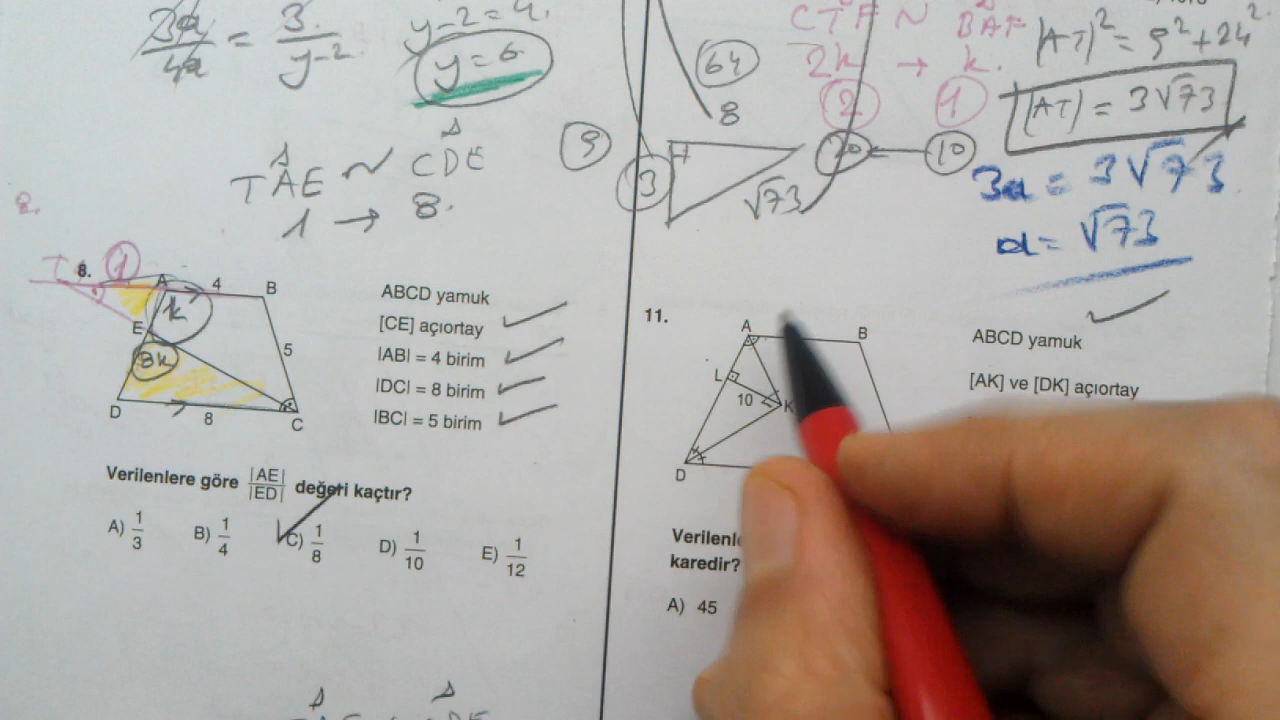 3a/4a = 3/y-2
y-2=4.
y=6
TAE ~ CDE
1 → 8.
CTF ~ BAF
2k → k.
2 1
64
8
9
3
√73
10
|AT|² = 9²+24².
|AT| = 3√73
3a = 3√73
a = √73
8.
T 1 A 4 B
k
E
8k
5
D 8 C
ABCD yamuk
[CE] açıortay
|AB| = 4 birim
|DC| = 8 birim
|BC| = 5 birim
Verilenlere göre |AE|/|ED| değeri kaçtır?
A) 1/3 B) 1/4 C) 1/8 D) 1/10 E) 1/12
11.
A B
L
10 K
D
ABCD yamuk
[AK] ve [DK] açıortay
karedir?
A) 45